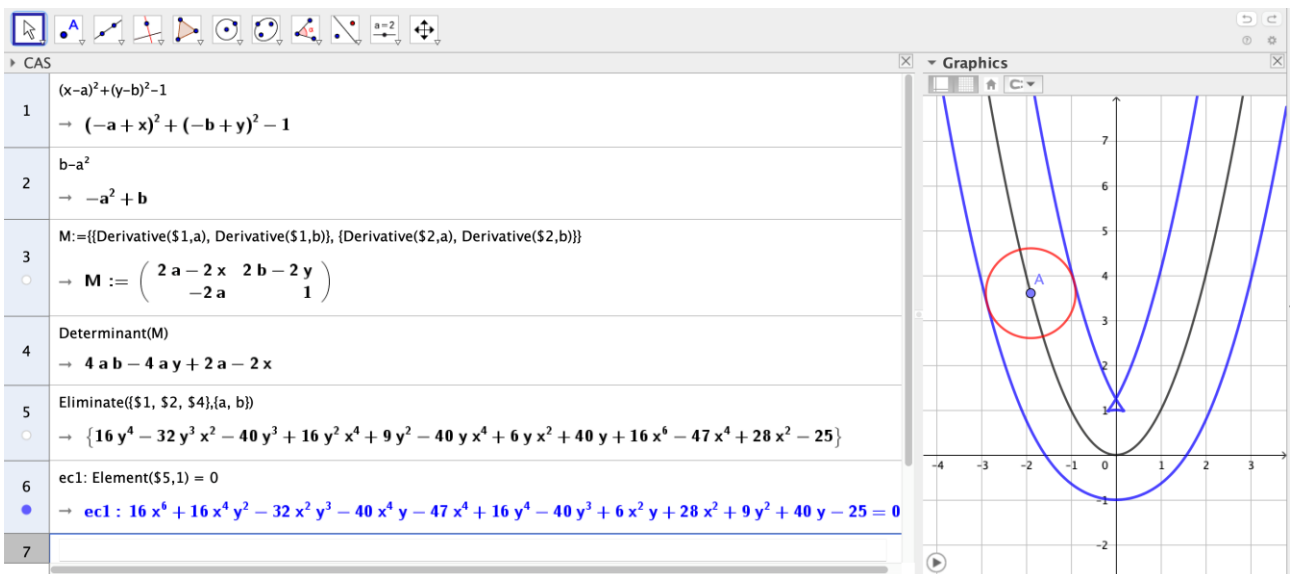 A
a=2
CAS
1
(x-a)²+(y-b)²-1
→ (-a + x)² + (-b + y)² - 1
2
b-a²
→ -a² + b
3
M:={{Derivative($1,a), Derivative($1,b)}, {Derivative($2,a), Derivative($2,b)}}
→ M := ( 2 a - 2 x 2 b - 2 y
-2 a 1 )
4
Determinant(M)
→ 4 a b - 4 a y + 2 a - 2 x
5
Eliminate({$1, $2, $4},{a, b})
→ {16 y⁴ - 32 y³ x² - 40 y³ + 16 y² x⁴ + 9 y² - 40 y x⁴ + 6 y x² + 40 y + 16 x⁶ - 47 x⁴ + 28 x² - 25}
6
ec1: Element($5,1) = 0
→ ec1 : 16 x⁶ + 16 x⁴ y² - 32 x² y³ - 40 x⁴ y - 47 x⁴ + 16 y⁴ - 40 y³ + 6 x² y + 28 x² + 9 y² + 40 y - 25 = 0
7
Graphics
7
6
5
4
A
3
2
1
-4 -3 -2 -1 0 1 2 3
-1
-2